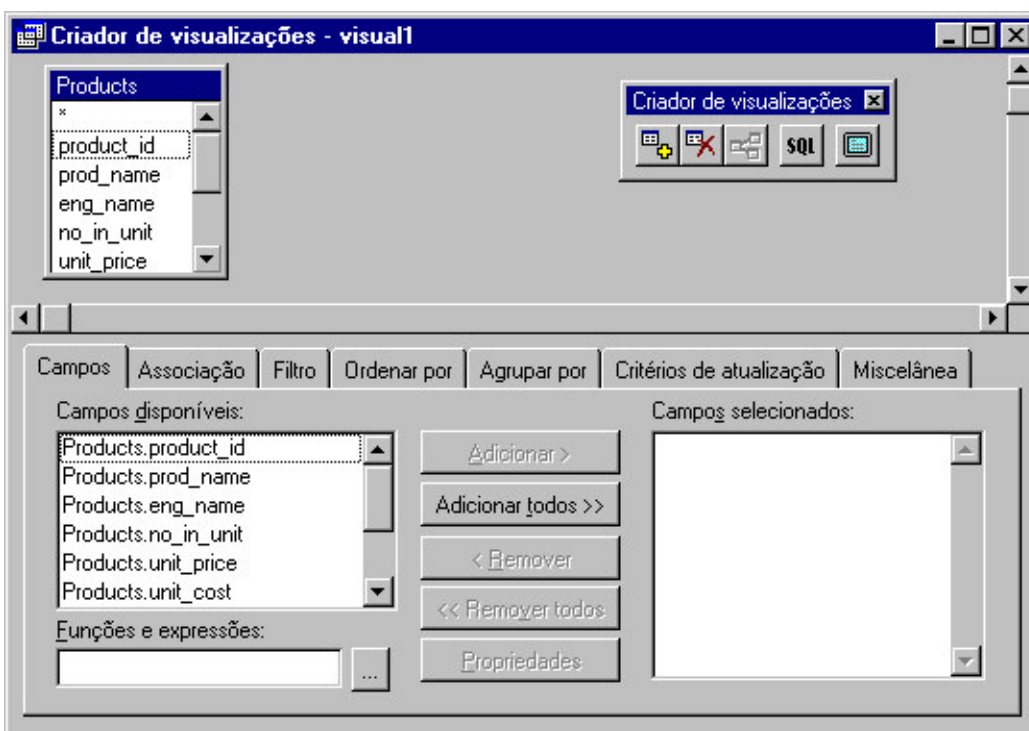 Criador de visualizações - visual1
Products
*
product_id
prod_name
eng_name
no_in_unit
unit_price
Criador de visualizações
SQL
Campos
Associação
Filtro
Ordenar por
Agrupar por
Critérios de atualização
Miscelânea
Campos disponíveis:
Products.product_id
Products.prod_name
Products.eng_name
Products.no_in_unit
Products.unit_price
Products.unit_cost
Funções e expressões:
...
Adicionar >
Adicionar todos >>
< Remover
<< Remover todos
Propriedades
Campos selecionados: